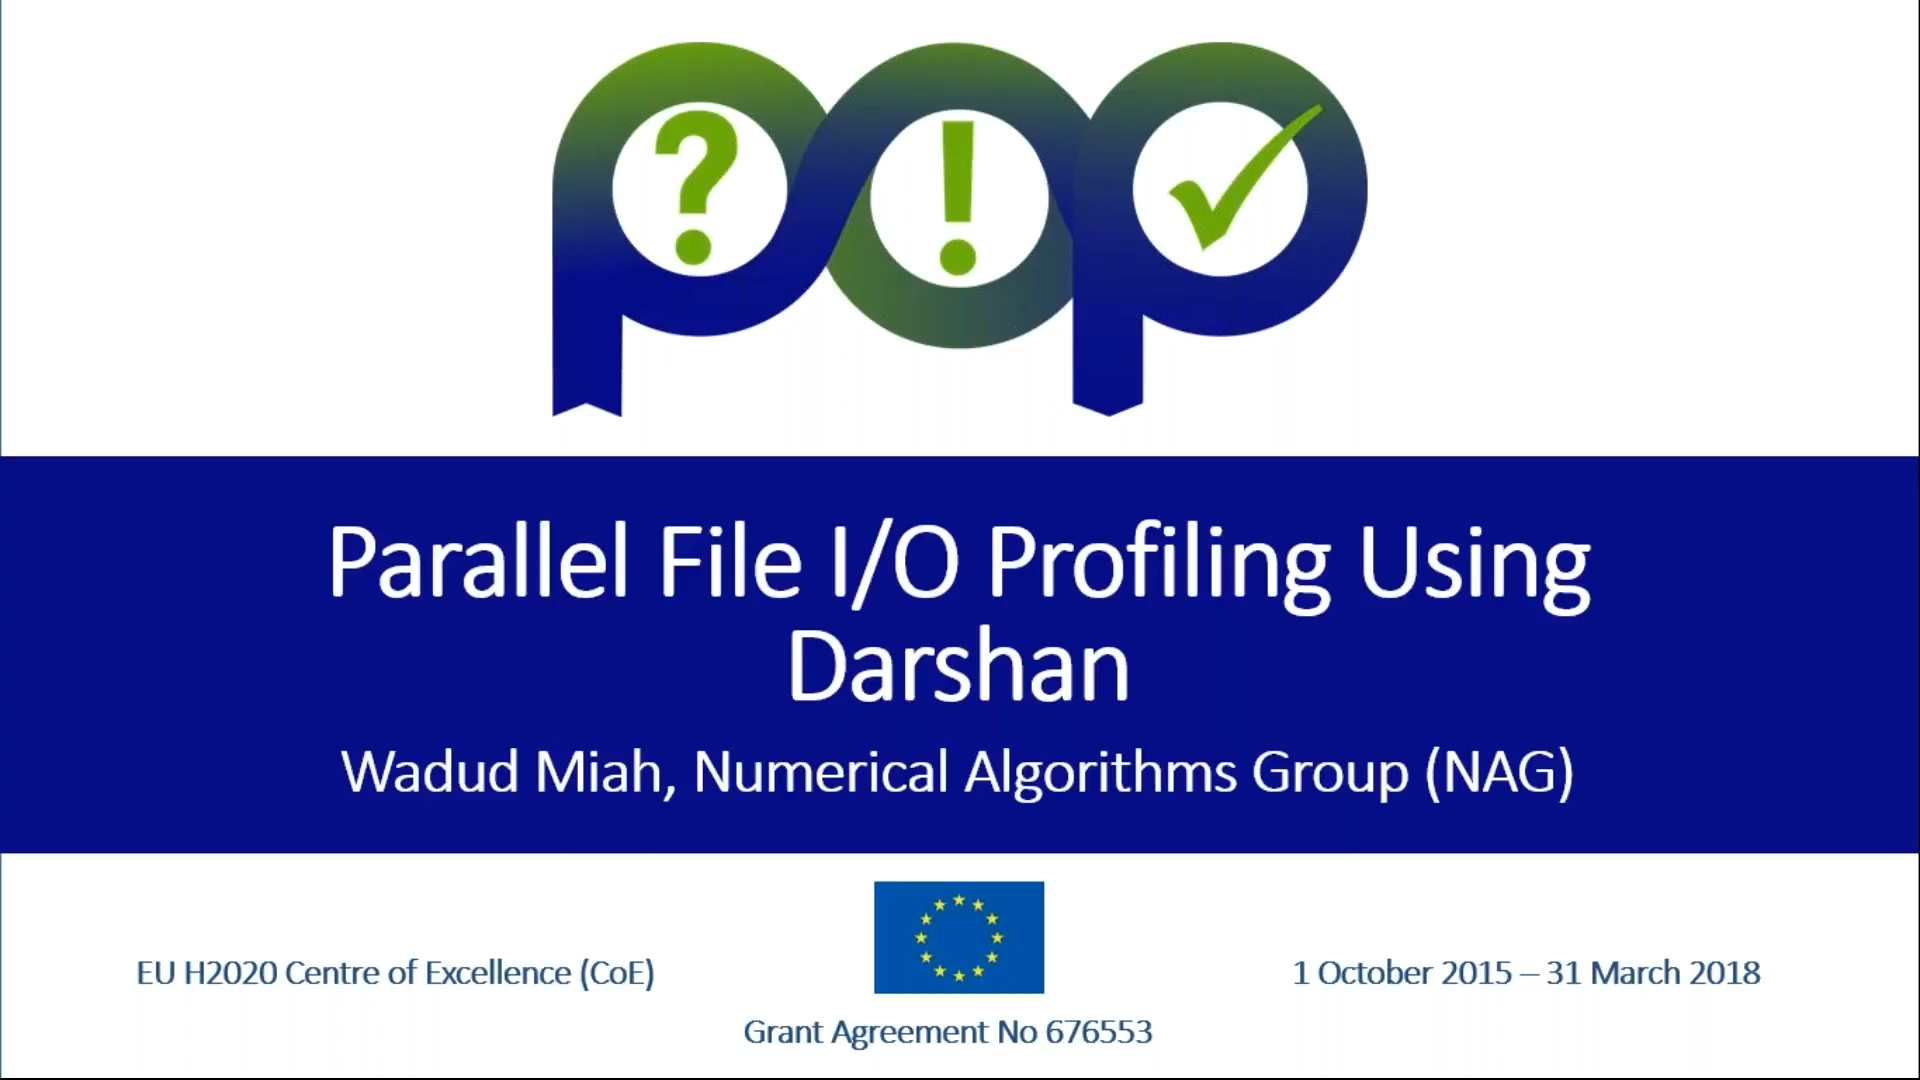 pop
? ! ✓
Parallel File I/O Profiling Using
Darshan
Wadud Miah, Numerical Algorithms Group (NAG)
EU H2020 Centre of Excellence (CoE)
1 October 2015 – 31 March 2018
Grant Agreement No 676553